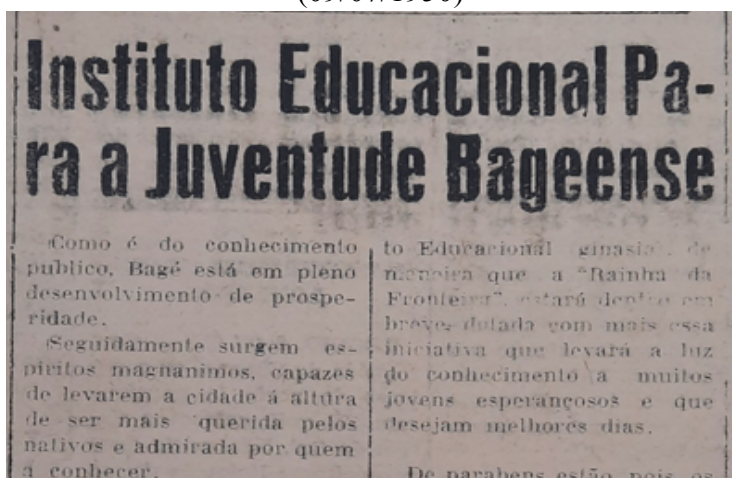 Instituto Educacional Pa-
ra a Juventude Bageense
Como é do conhecimento
publico, Bagé está em pleno
desenvolvimento de prospe-
ridade.
Seguidamente surgem es-
piritos magnanimos, capazes
de levarem a cidade á altura
de ser mais querida pelos
nativos e admirada por quem
a conhecer.
to Educacional de
maneira que a "Rainha da
Fronteira", estará dentro em
breve dotada com mais essa
iniciativa que levará a luz
do conhecimento a muitos
jovens esperançosos e que
desejam melhores dias.
De parabens estão pois os